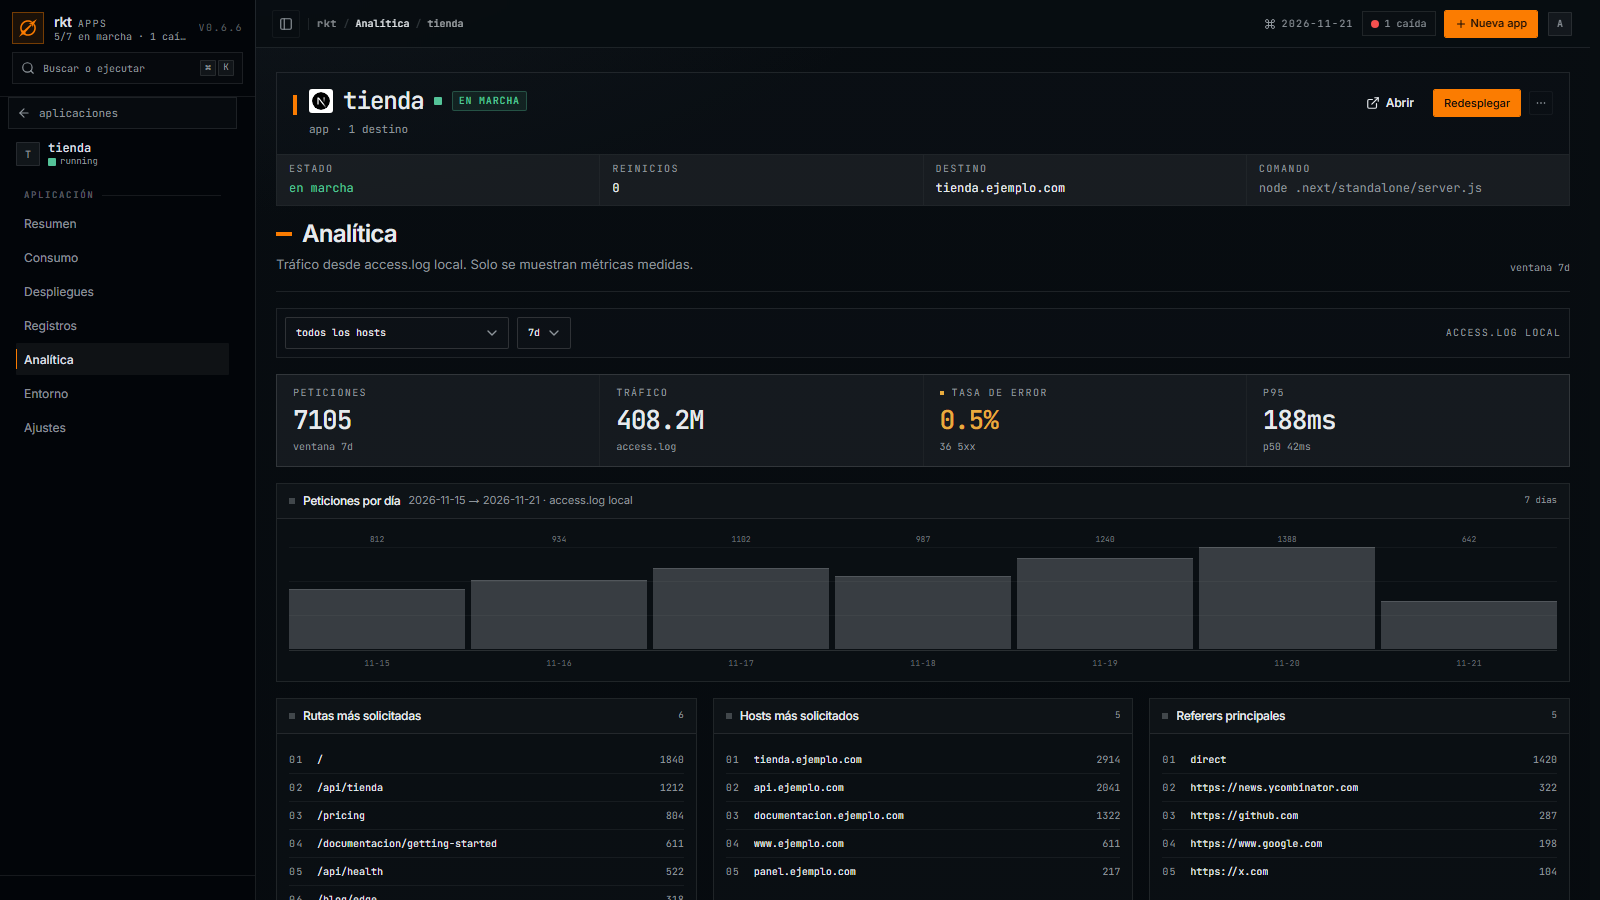 rkt APPS
5/7 en marcha · 1 caí…
V0.6.6
Buscar o ejecutar
⌘ K
← aplicaciones
T
tienda
running
APLICACIÓN
Resumen
Consumo
Despliegues
Registros
Analítica
Entorno
Ajustes
rkt / Analítica / tienda
⌘ 2026-11-21
1 caída
+ Nueva app
A
tienda
EN MARCHA
app · 1 destino
Abrir
Redesplegar
...
ESTADO
en marcha
REINICIOS
0
DESTINO
tienda.ejemplo.com
COMANDO
node .next/standalone/server.js
Analítica
Tráfico desde access.log local. Solo se muestran métricas medidas.
ventana 7d
todos los hosts
7d
ACCESS.LOG LOCAL
PETICIONES
7105
ventana 7d
TRÁFICO
408.2M
access.log
TASA DE ERROR
0.5%
36 5xx
P95
188ms
p50 42ms
Peticiones por día 2026-11-15 → 2026-11-21 · access.log local
7 días
812 934 1102 987 1240 1388 642
11-15 11-16 11-17 11-18 11-19 11-20 11-21
Rutas más solicitadas 6
01 / 1840
02 /api/tienda 1212
03 /pricing 804
04 /documentacion/getting-started 611
05 /api/health 522
06 /blog/edge 318
Hosts más solicitados 5
01 tienda.ejemplo.com 2914
02 api.ejemplo.com 2041
03 documentacion.ejemplo.com 1322
04 www.ejemplo.com 611
05 panel.ejemplo.com 217
Referers principales 5
01 direct 1420
02 https://news.ycombinator.com 322
03 https://github.com 287
04 https://www.google.com 198
05 https://x.com 104